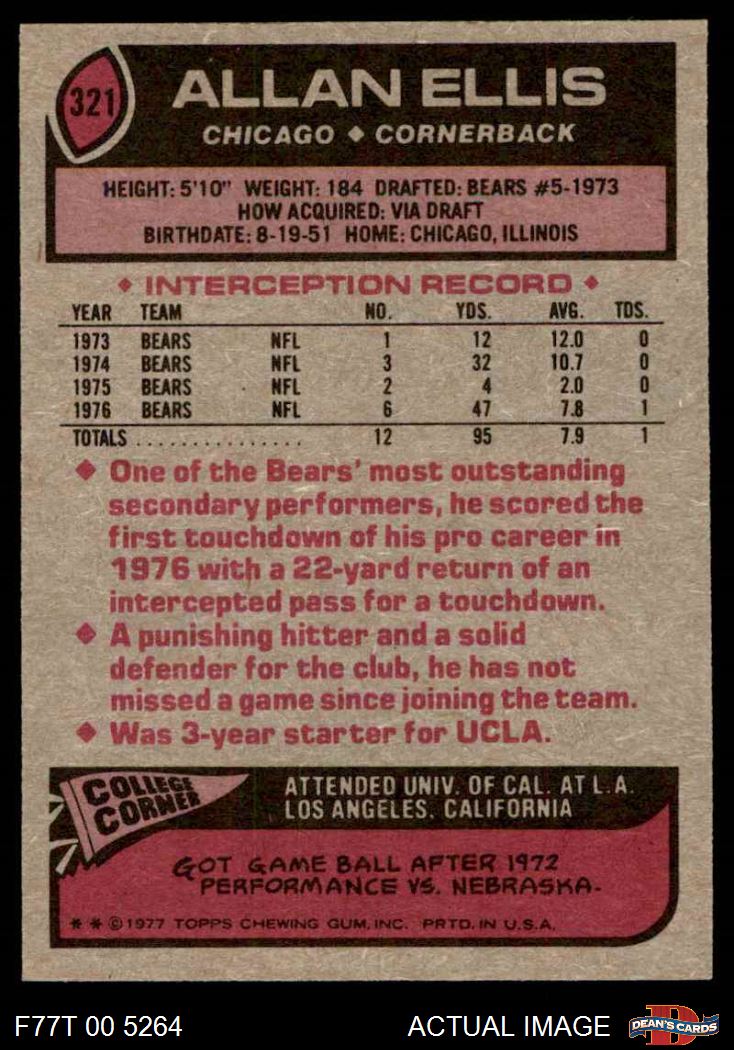 321
ALLAN ELLIS
CHICAGO ◆ CORNERBACK
HEIGHT: 5'10" WEIGHT: 184 DRAFTED: BEARS #5-1973
HOW ACQUIRED: VIA DRAFT
BIRTHDATE: 8-19-51 HOME: CHICAGO, ILLINOIS
◆ INTERCEPTION RECORD ◆
YEAR TEAM NO. YDS. AVG. TDS.
1973 BEARS NFL 1 12 12.0 0
1974 BEARS NFL 3 32 10.7 0
1975 BEARS NFL 2 4 2.0 0
1976 BEARS NFL 6 47 7.8 1
TOTALS ................ 12 95 7.9 1
◆ One of the Bears' most outstanding
secondary performers, he scored the
first touchdown of his pro career in
1976 with a 22-yard return of an
intercepted pass for a touchdown.
◆ A punishing hitter and a solid
defender for the club, he has not
missed a game since joining the team.
◆ Was 3-year starter for UCLA.
COLLEGE
CORNER
ATTENDED UNIV. OF CAL. AT L.A.
LOS ANGELES, CALIFORNIA
GOT GAME BALL AFTER 1972
PERFORMANCE VS. NEBRASKA.
* * © 1977 TOPPS CHEWING GUM, INC. PRTD. IN U.S.A.
F77T 00 5264
ACTUAL IMAGE
D
DEAN'S CARDS